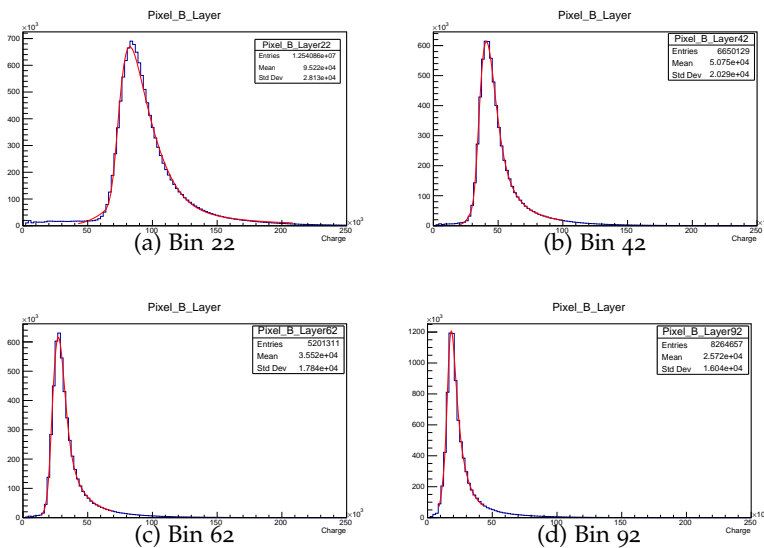 Pixel_B_Layer
×10³
Pixel_B_Layer22
Entries 1.254086e+07
Mean 9.522e+04
Std Dev 2.813e+04
700
600
500
400
300
200
100
0
0 50 100 150 200 250
×10³
Charge
(a) Bin 22
Pixel_B_Layer
×10³
Pixel_B_Layer42
Entries 6650129
Mean 5.075e+04
Std Dev 2.029e+04
600
500
400
300
200
100
0
0 50 100 150 200 250
Charge
(b) Bin 42
Pixel_B_Layer
×10³
Pixel_B_Layer62
Entries 5201311
Mean 3.552e+04
Std Dev 1.784e+04
600
500
400
300
200
100
0
0 50 100 150 200 250
×10³
Charge
(c) Bin 62
Pixel_B_Layer
×10³
Pixel_B_Layer92
Entries 8264657
Mean 2.572e+04
Std Dev 1.604e+04
1200
1000
800
600
400
200
0
0 50 100 150 200 250
Charge
(d) Bin 92